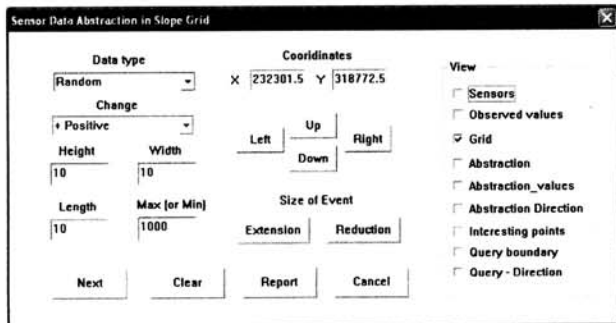 Sensor Data Abstraction in Slope Grid
Data type
Random
Change
+ Positive
Height Width
10 10
Length Max (or Min)
10 1000
Cooridinates
X 232301.5 Y 318772.5
Up
Left Right
Down
Size of Event
Extension Reduction
Next Clear Report Cancel
View
Sensors
Observed values
Grid
Abstraction
Abstraction_values
Abstraction Direction
Interesting points
Query boundary
Query - Direction